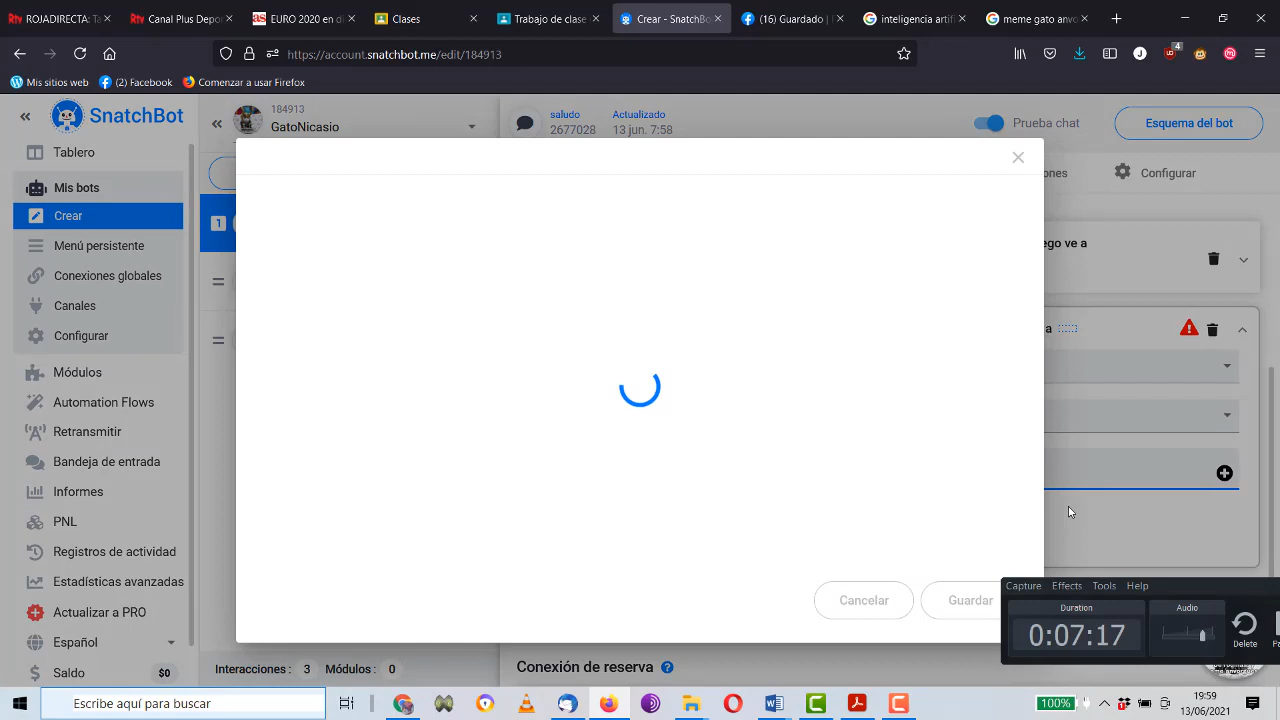 ROJADIRECTA: Ta
Canal Plus Depo
EURO 2020 en di
Clases
Trabajo de clase
Crear - SnatchBo
(16) Guardado |
inteligencia artif
meme gato anvo
https://account.snatchbot.me/edit/184913
4
Mis sitios web
(2) Facebook
Comenzar a usar Firefox
SnatchBot
Tablero
Mis bots
Crear
Menú persistente
Conexiones globales
Canales
Configurar
Módulos
Automation Flows
Retransmitir
Bandeja de entrada
Informes
PNL
Registros de actividad
Estadísticas avanzadas
Actualizar a PRO
Español
Saldo $0
184913
GatoNicasio
1
Interacciones : 3 Módulos : 0
saludo
2677028
Actualizado
13 jun. 7:58
Prueba chat
Esquema del bot
Configurar
Cancelar
Guardar
Conexión de reserva
Capture Effects Tools Help
Duration
0:07:17
Audio
Delete
Escribe aquí para buscar
100%
19:59
13/06/2021